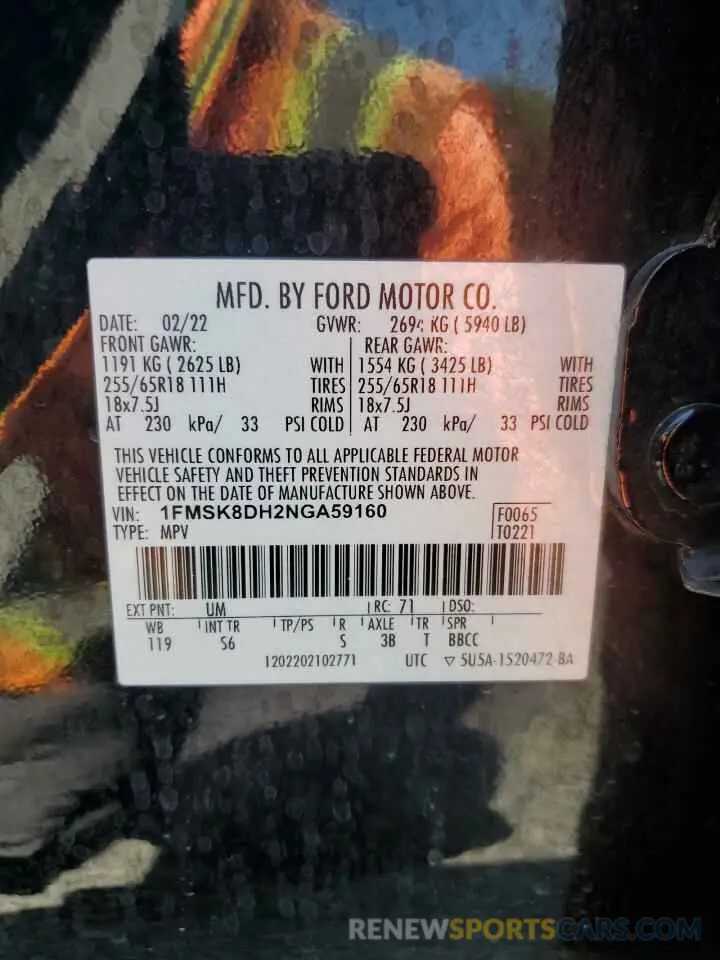 MFD. BY FORD MOTOR CO.
DATE: 02/22 GVWR: 2694 KG ( 5940 LB)
FRONT GAWR: REAR GAWR:
1191 KG ( 2625 LB) WITH 1554 KG ( 3425 LB) WITH
255/65R18 111H TIRES 255/65R18 111H TIRES
18x7.5J RIMS 18x7.5J RIMS
AT 230 kPa/ 33 PSI COLD AT 230 kPa/ 33 PSI COLD
THIS VEHICLE CONFORMS TO ALL APPLICABLE FEDERAL MOTOR
VEHICLE SAFETY AND THEFT PREVENTION STANDARDS IN
EFFECT ON THE DATE OF MANUFACTURE SHOWN ABOVE.
VIN: 1FMSK8DH2NGA59160 F0065
TYPE: MPV T0221
EXT PNT: UM RC: 71 DSO:
WB INT TR TP/PS R AXLE TR SPR
119 S6 S 3B T BBCC
1202202102771 UTC ▽ 5U5A-1520472-BA
RENEWSPORTSCARS.COM